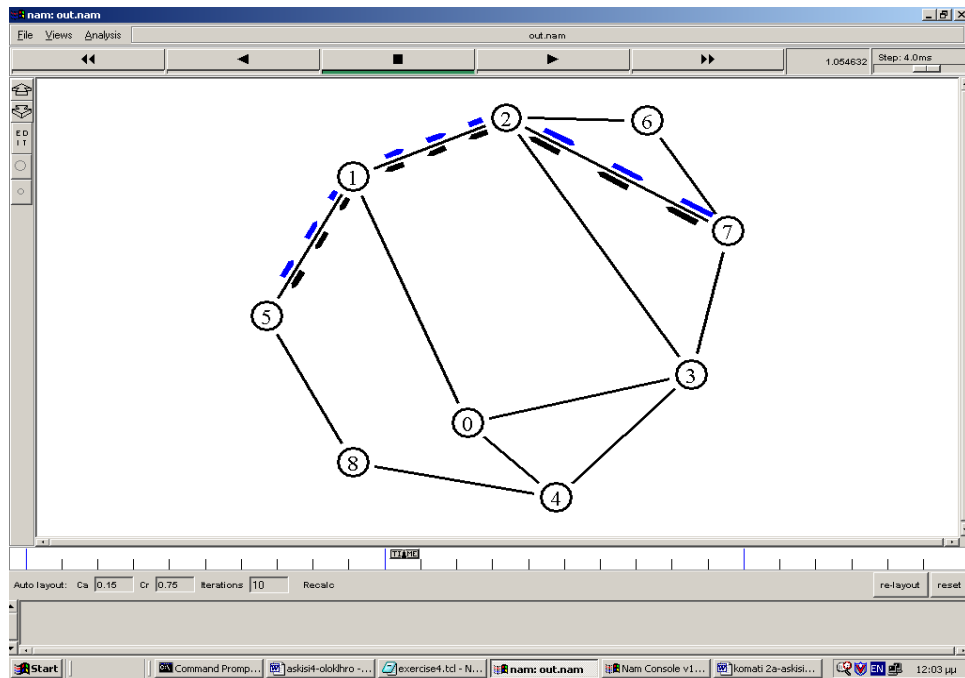 nam: out.nam
File Views Analysis out.nam
1.054632 Step: 4.0ms
ED
IT
2
6
1
7
5
3
0
8
4
TIME
Auto layout: Ca 0.15 Cr 0.75 Iterations 10 Recalc re-layout reset
Start Command Promp... askisi4-oloklhro -... exercise4.tcl - N... nam: out.nam Nam Console v1... komati 2a-askisi... EN 12:03 μμ